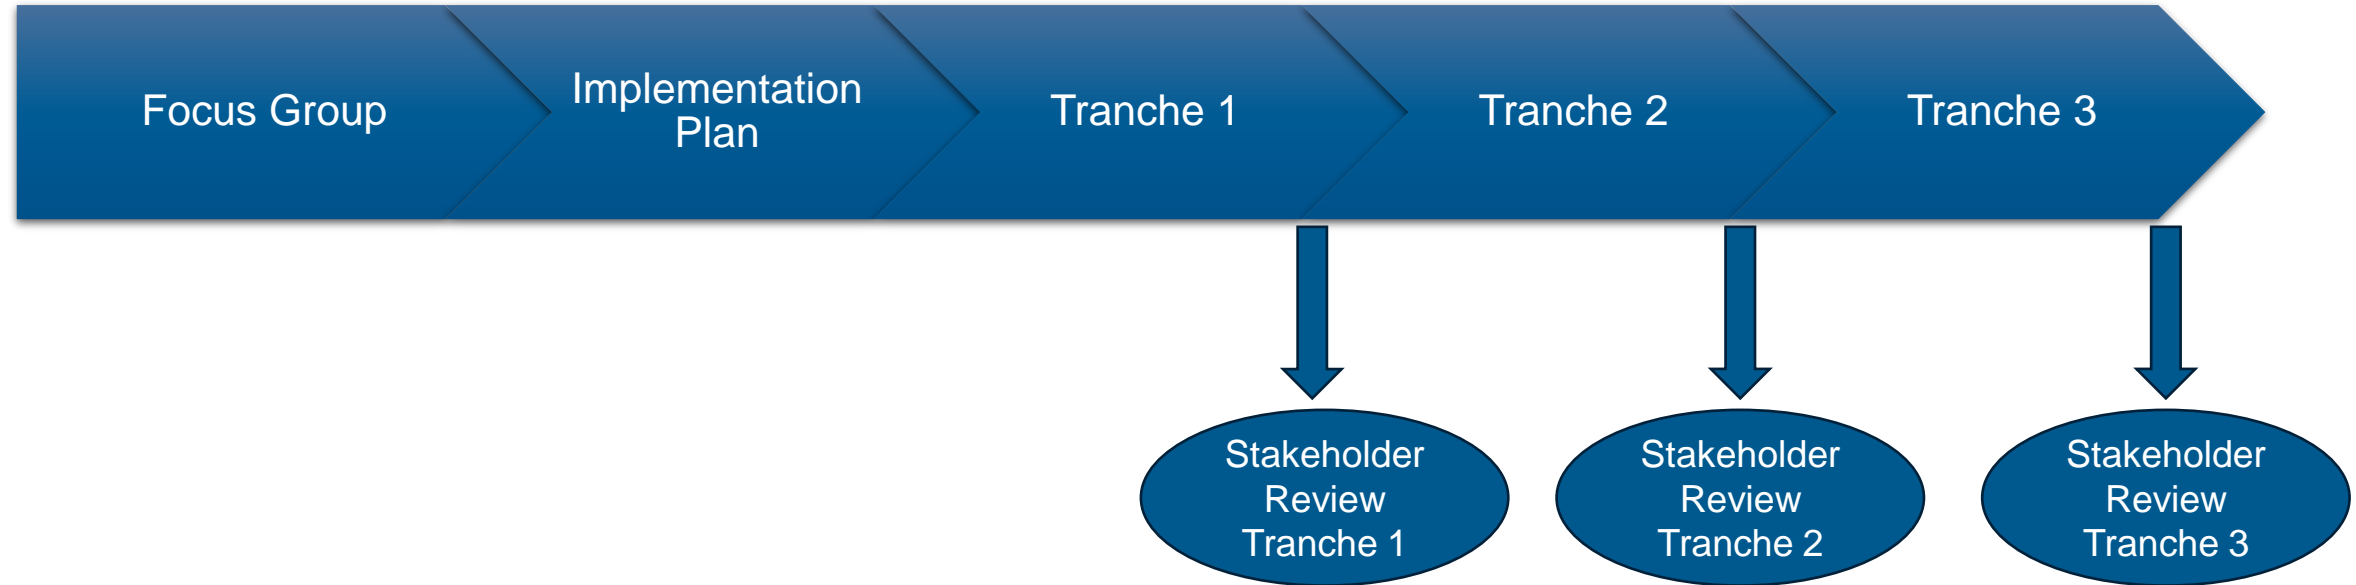 Focus Group
Implementation
Plan
Tranche 1
Tranche 2
Tranche 3
Stakeholder
Review
Tranche 1
Stakeholder
Review
Tranche 2
Stakeholder
Review
Tranche 3